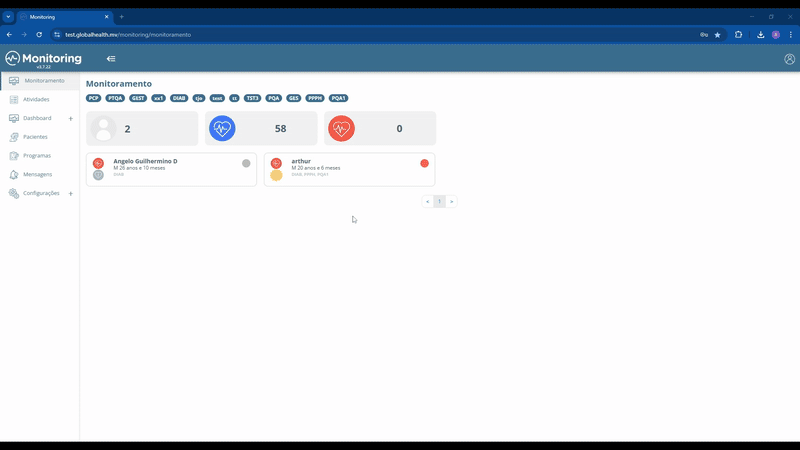 Monitoring
test.globalhealth.mv/monitoring/monitoramento
Monitoring
v3.7.22
Monitoramento
Atividades
Dashboard +
Pacientes
Programas
Mensagens
Configurações +
Monitoramento
PCP PTQA GEST xx1 DIAB tjo test tt TST3 PQA GES PPPH PQA1
2 58 0
Angelo Guilhermino D
M 26 anos e 10 meses
DIAB
arthur
M 20 anos e 6 meses
DIAB, PPPH, PQA1
< 1 >